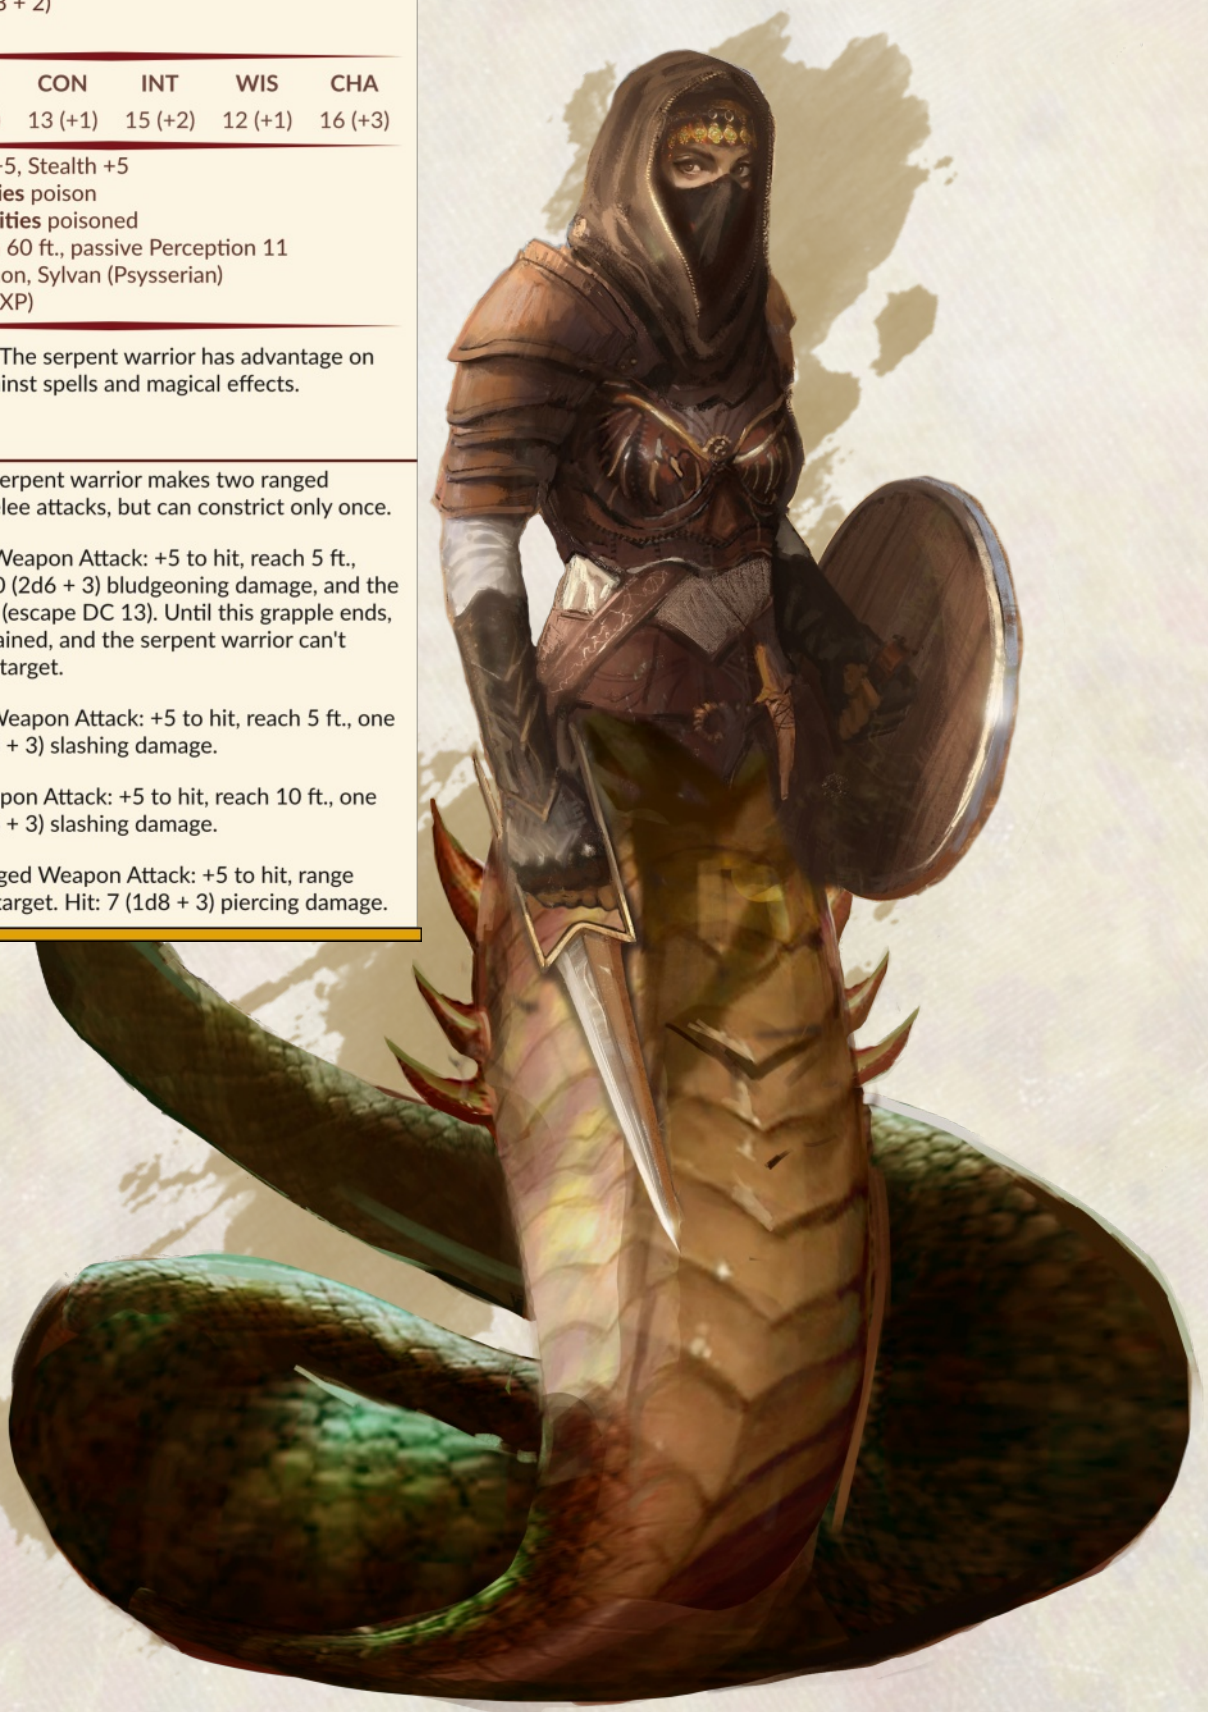 3 + 2)
CON INT WIS CHA
13 (+1) 15 (+2) 12 (+1) 16 (+3)
+5, Stealth +5
ies poison
ities poisoned
60 ft., passive Perception 11
on, Sylvan (Psysserian)
XP)
The serpent warrior has advantage on
inst spells and magical effects.
erpent warrior makes two ranged
lee attacks, but can constrict only once.
Weapon Attack: +5 to hit, reach 5 ft.,
0 (2d6 + 3) bludgeoning damage, and the
(escape DC 13). Until this grapple ends,
ained, and the serpent warrior can't
target.
Weapon Attack: +5 to hit, reach 5 ft., one
+ 3) slashing damage.
pon Attack: +5 to hit, reach 10 ft., one
+ 3) slashing damage.
ged Weapon Attack: +5 to hit, range
target. Hit: 7 (1d8 + 3) piercing damage.